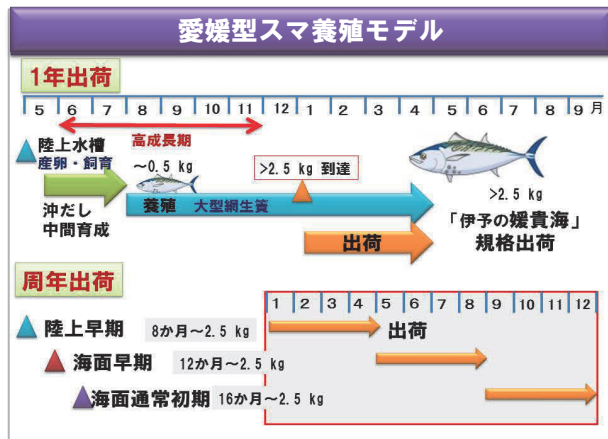 愛媛型スマ養殖モデル
1年出荷
5 6 7 8 9 10 11 12 1 2 3 4 5 6 7 8 9 月
陸上水槽
産卵・飼育
高成長期
～0.5 kg
>2.5 kg 到達
沖だし
中間育成
養殖 大型網生簀
出荷
>2.5 kg
「伊予の媛貴海」
規格出荷
周年出荷
1 2 3 4 5 6 7 8 9 10 11 12
陸上早期 8か月～2.5 kg
出荷
海面早期 12か月～2.5 kg
海面通常初期 16か月～2.5 kg